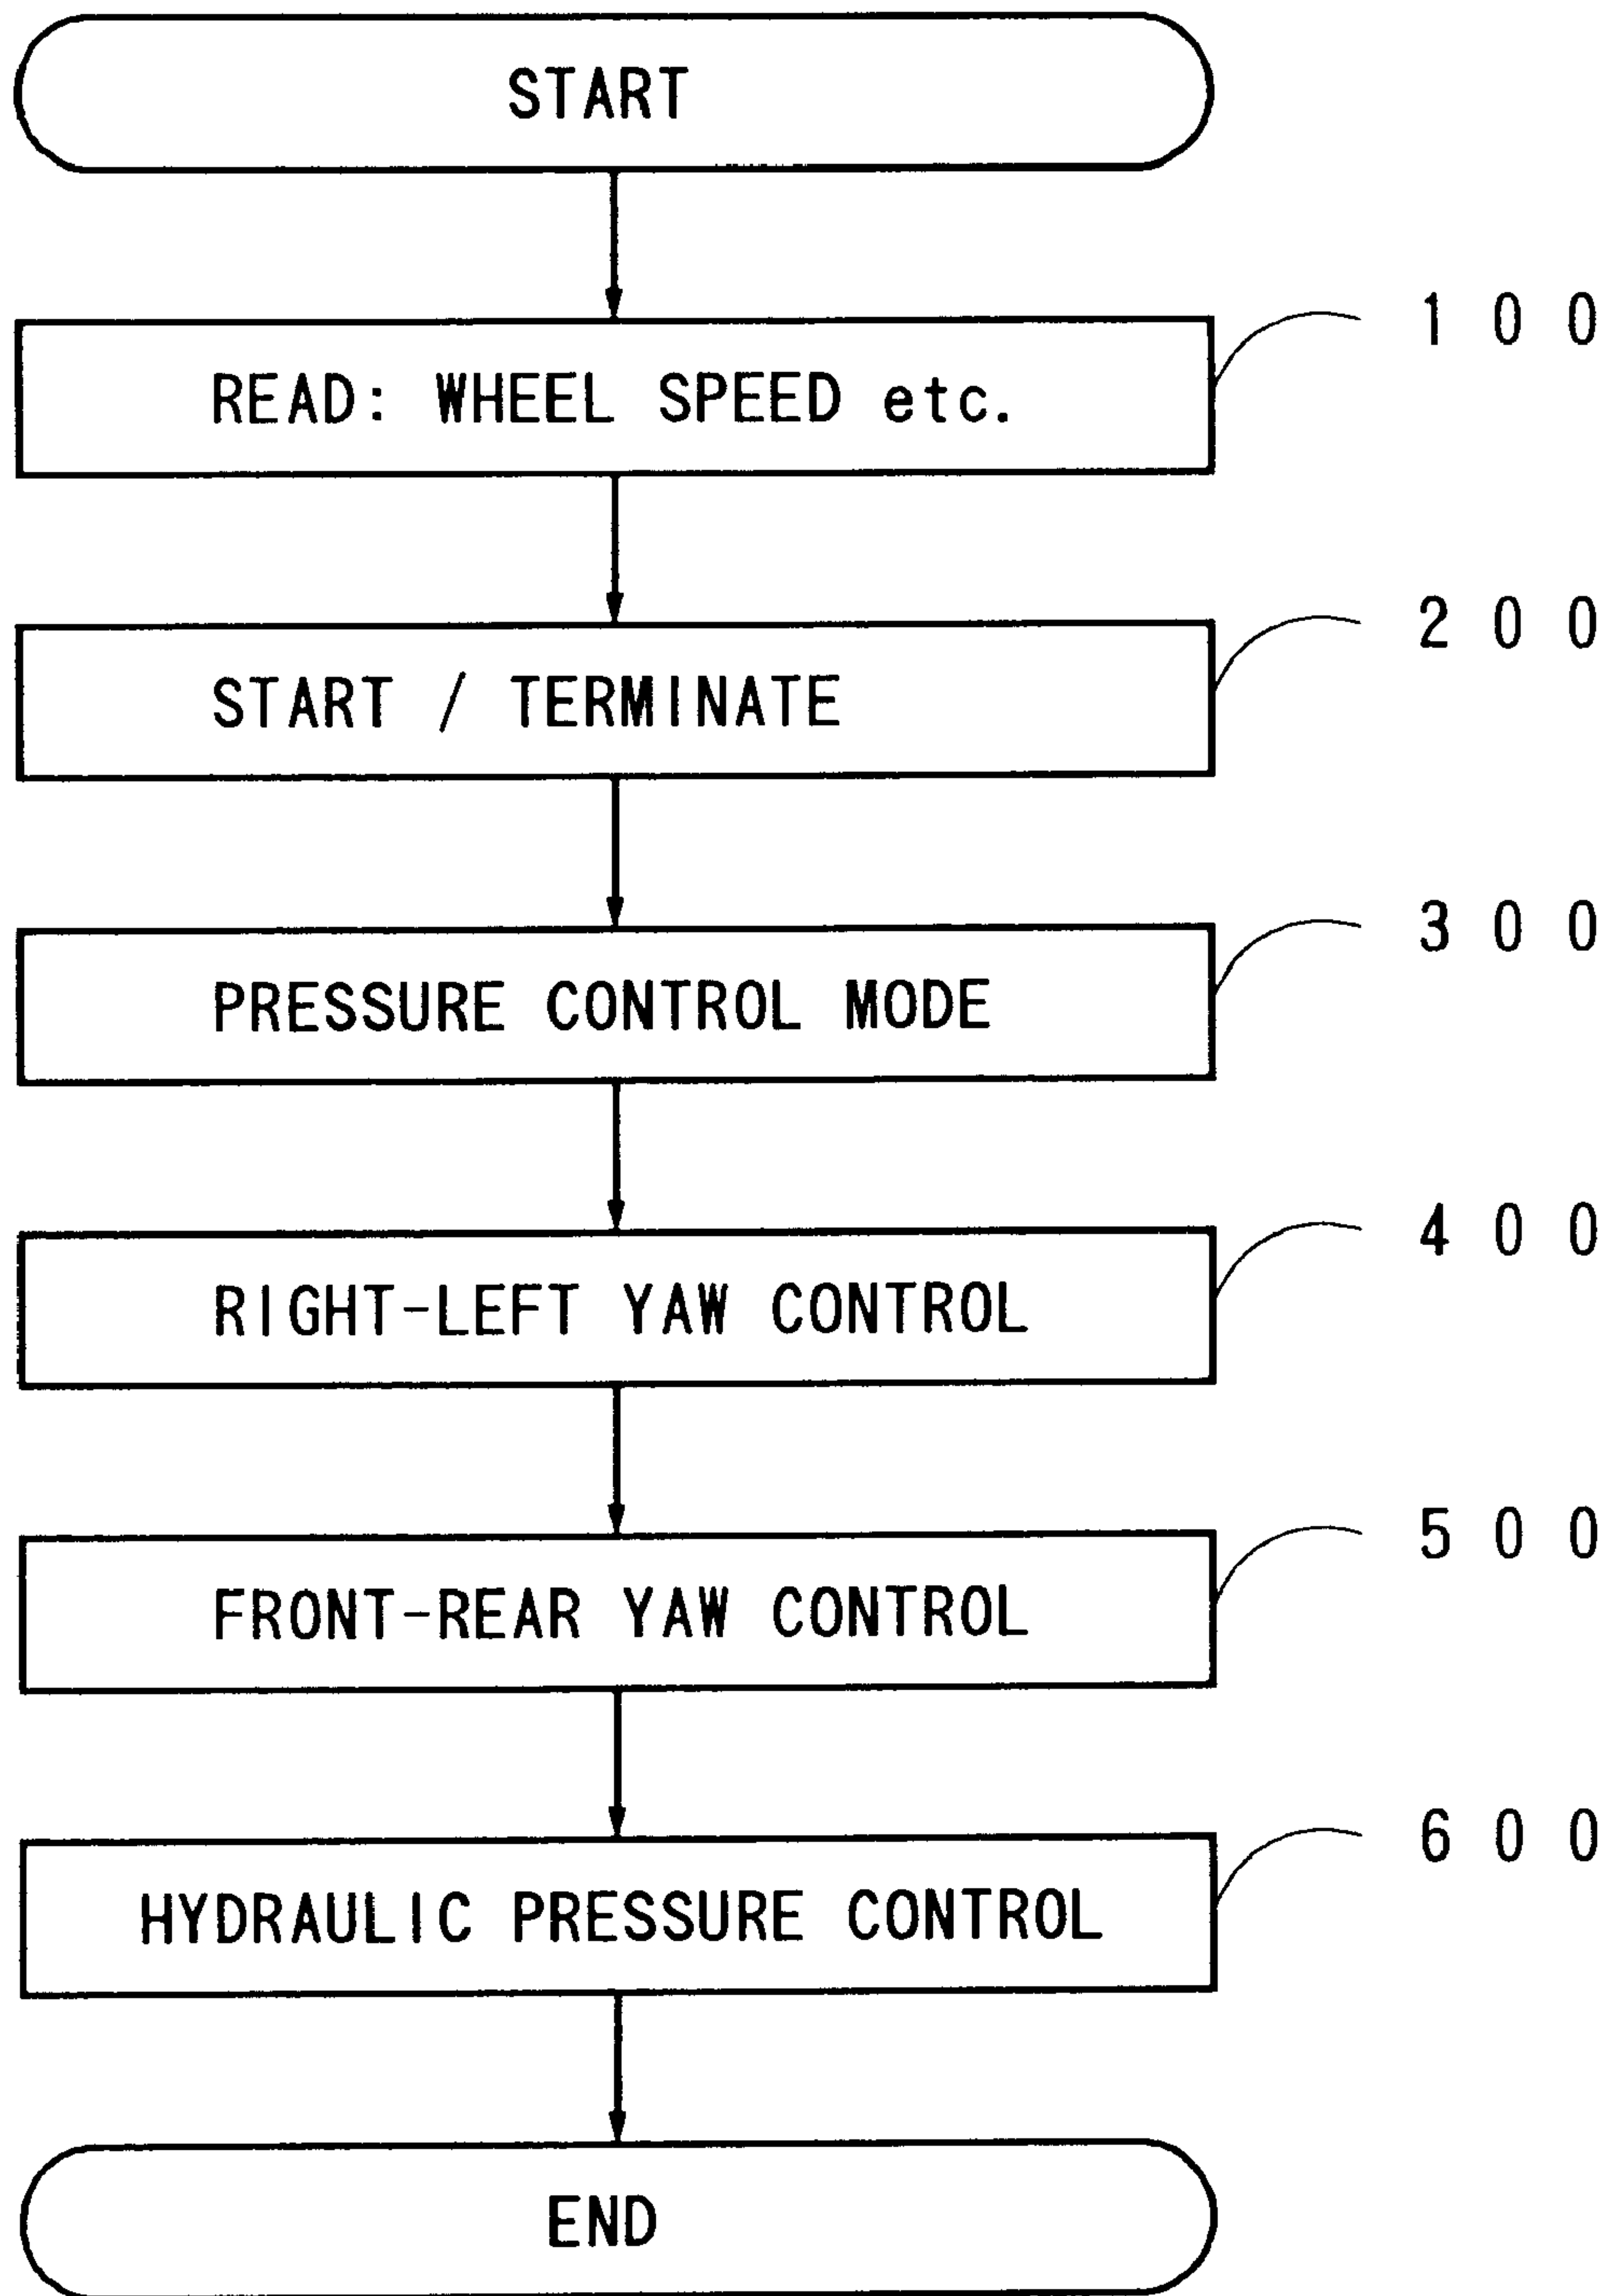 START
READ: WHEEL SPEED etc.
100
START / TERMINATE
200
PRESSURE CONTROL MODE
300
RIGHT-LEFT YAW CONTROL
400
FRONT-REAR YAW CONTROL
500
HYDRAULIC PRESSURE CONTROL
600
END